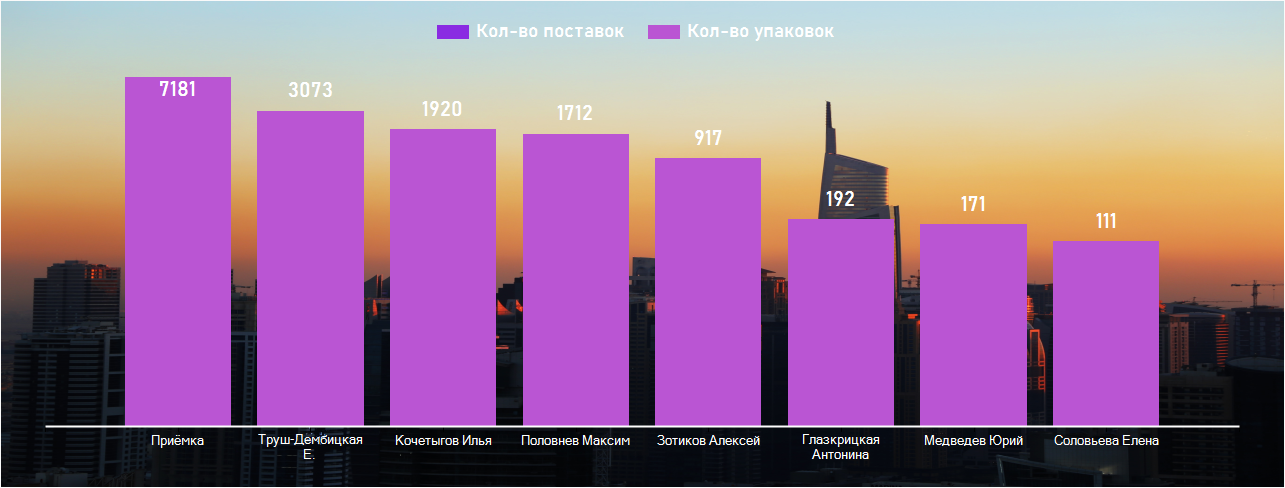 Кол-во поставок Кол-во упаковок
7181
3073
1920
1712
917
192
171
111
Приёмка
Труш-Дембицкая
Е.
Кочетыгов Илья
Половнев Максим
Зотиков Алексей
Глазкрицкая
Антонина
Медведев Юрий
Соловьева Елена